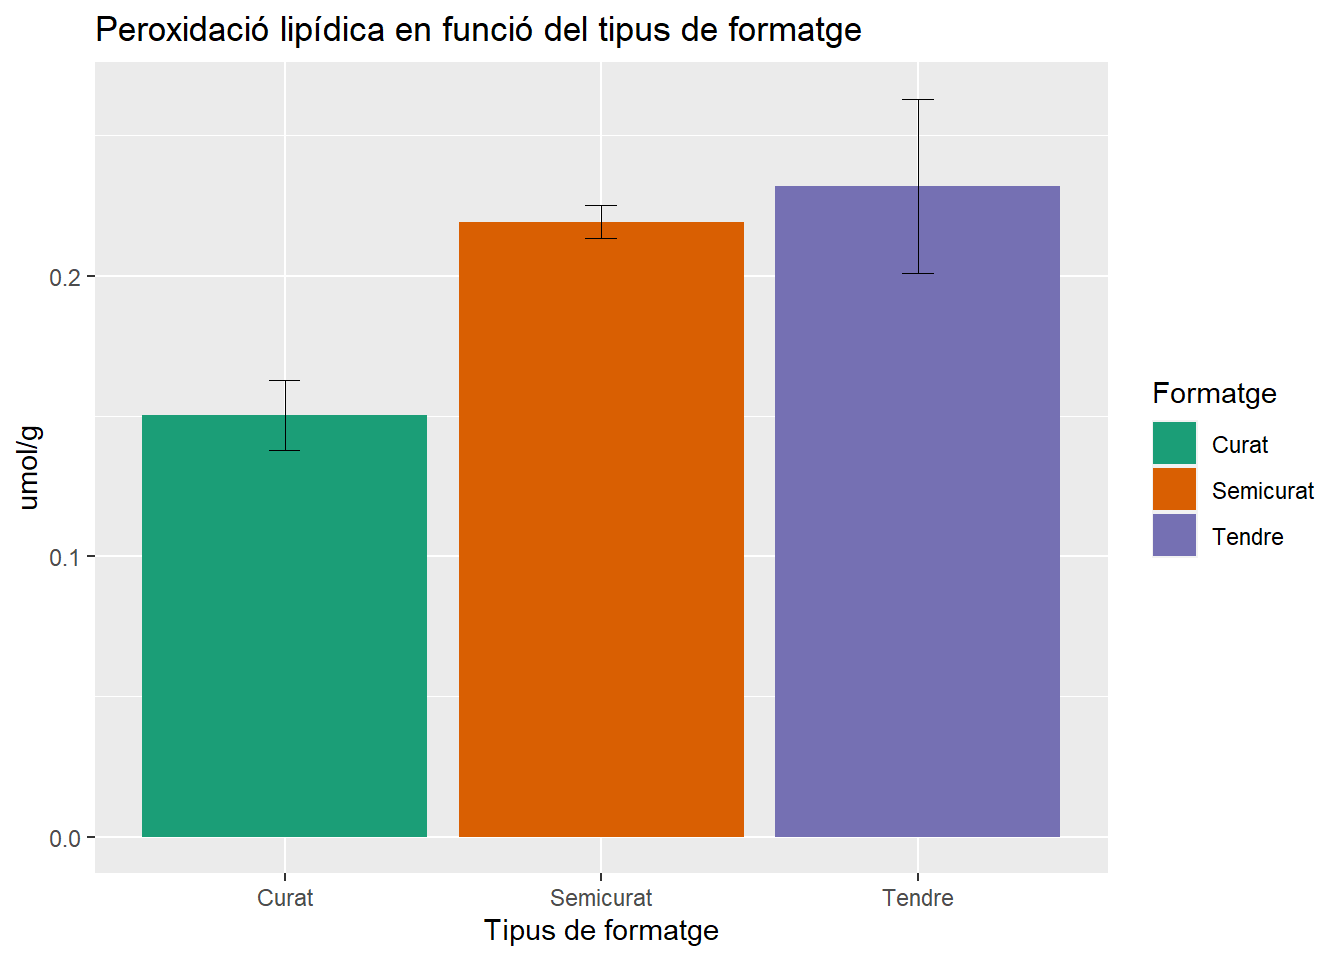 Peroxidació lipídica en funció del tipus de formatge
umol/g
0.2
0.1
0.0
Curat
Semicurat
Tendre
Tipus de formatge
Formatge
Curat
Semicurat
Tendre